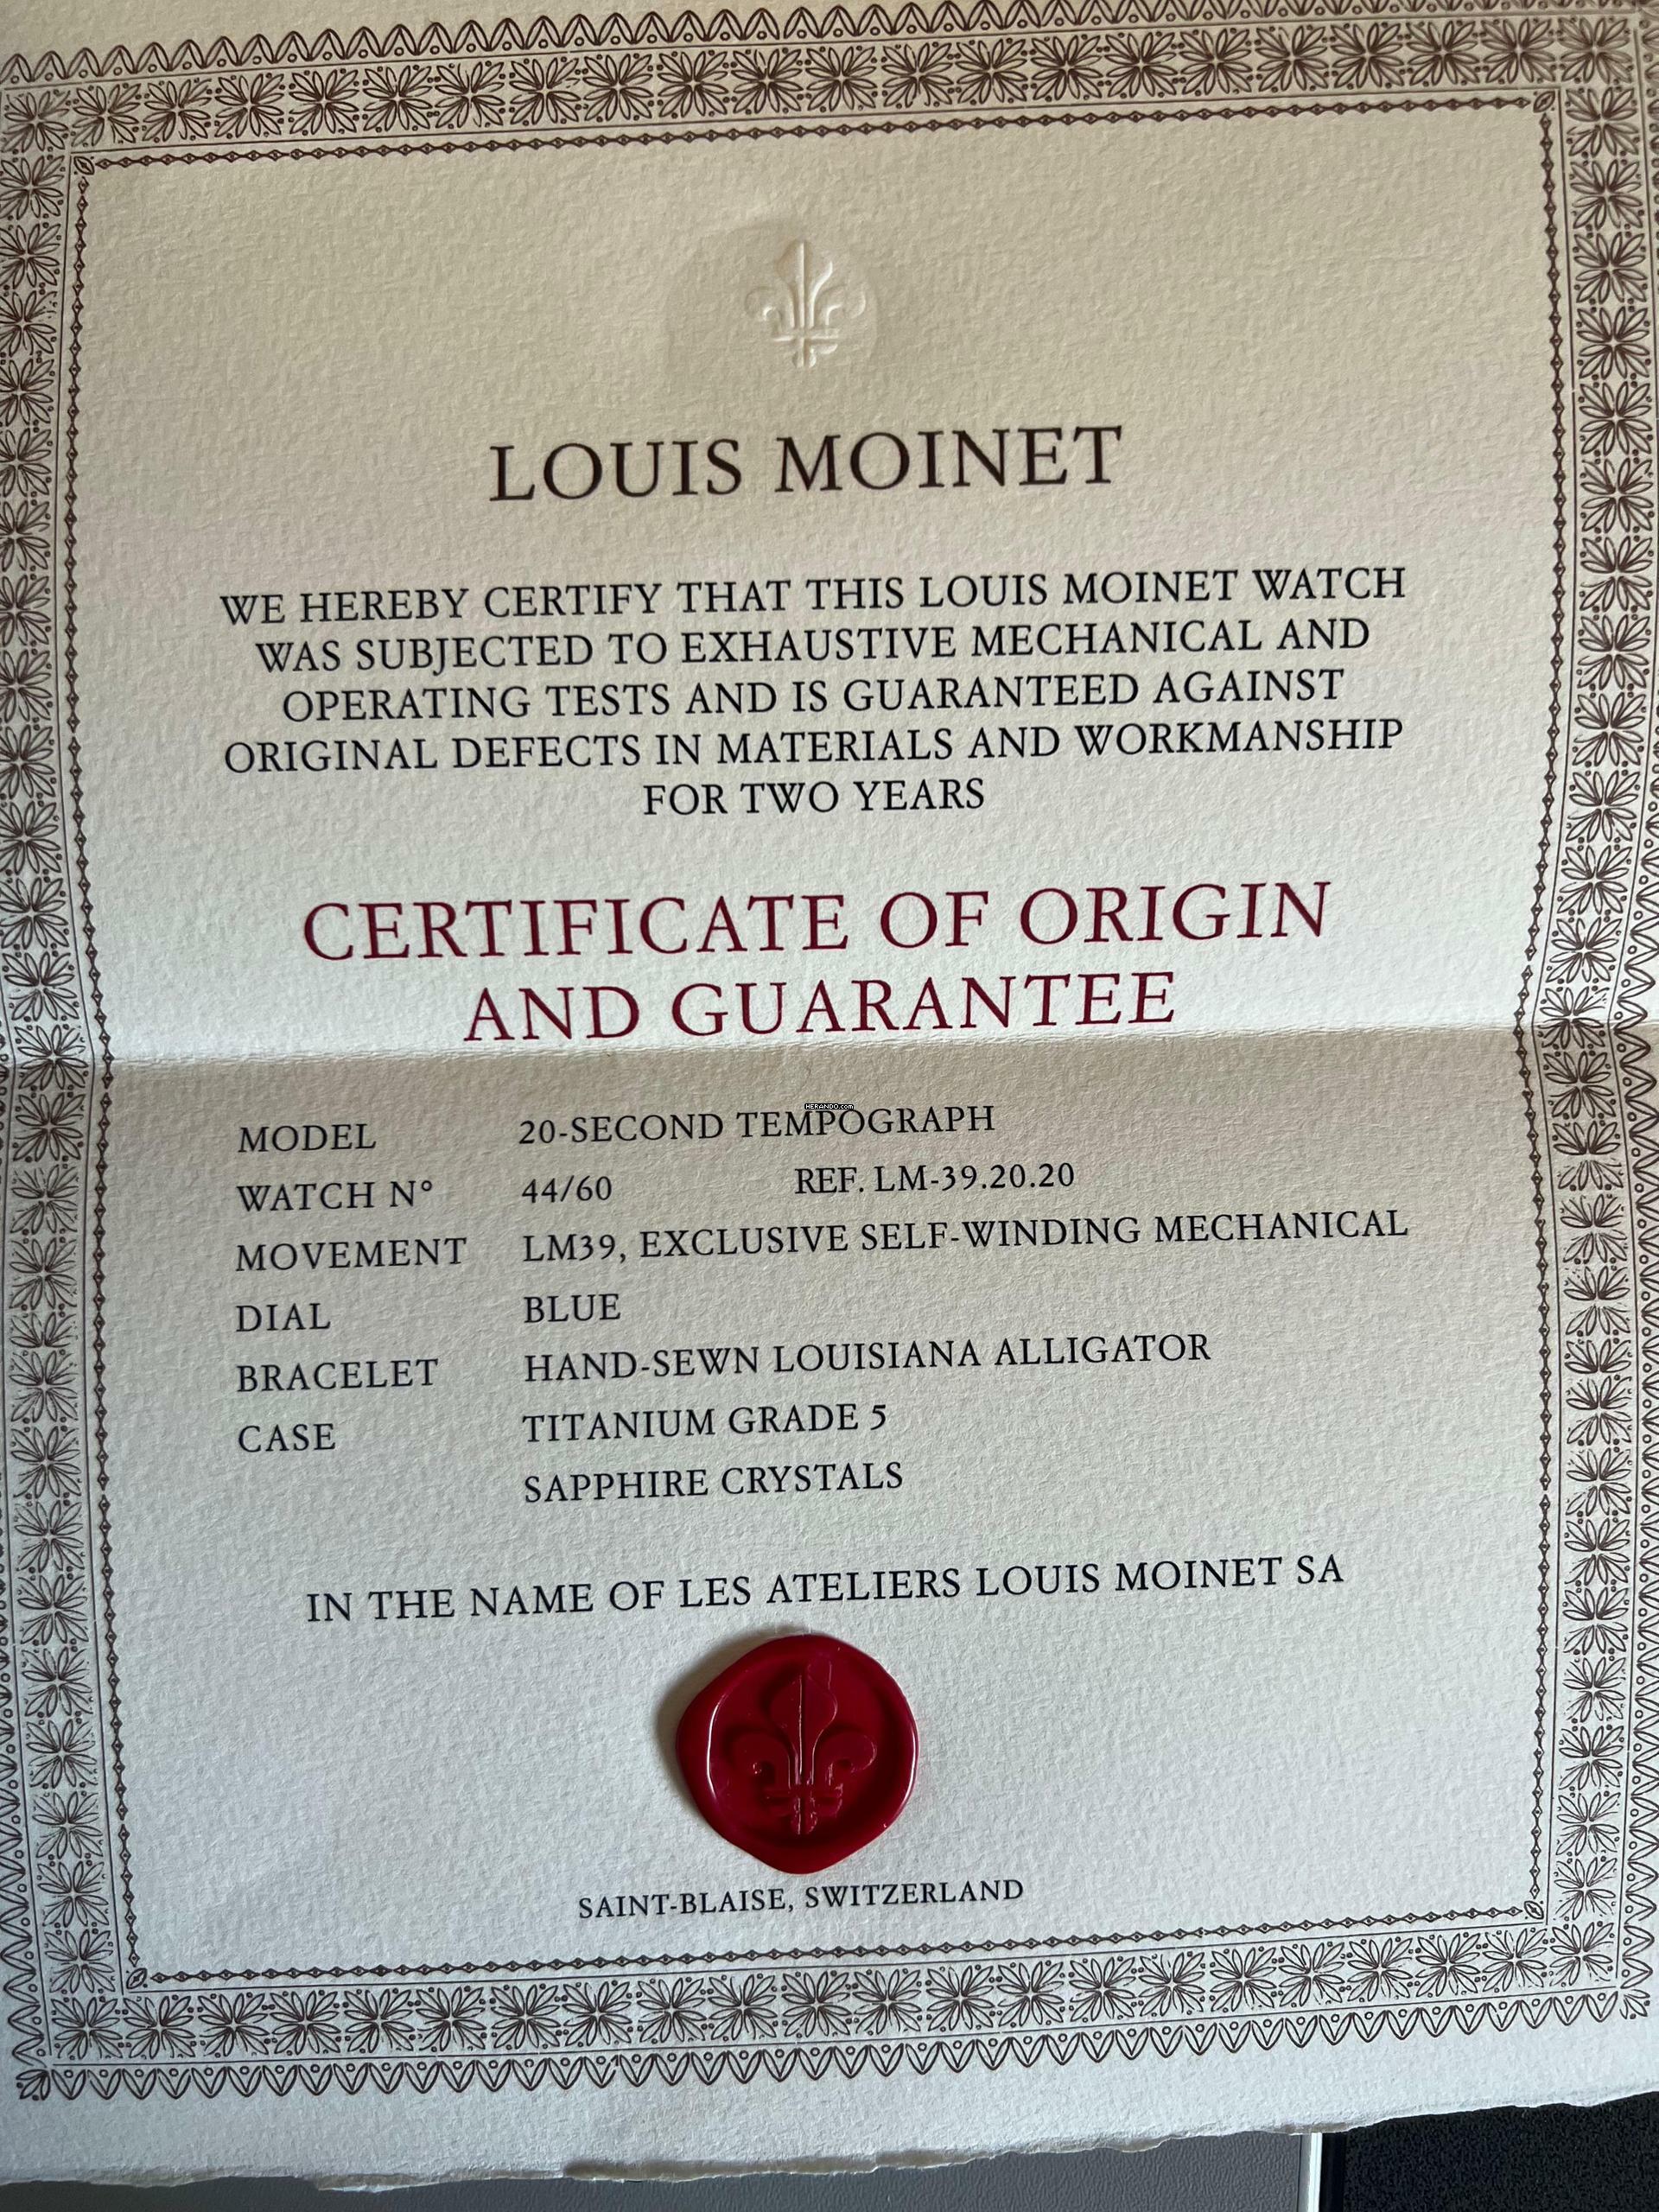 LOUIS MOINET
WE HEREBY CERTIFY THAT THIS LOUIS MOINET WATCH
WAS SUBJECTED TO EXHAUSTIVE MECHANICAL AND
OPERATING TESTS AND IS GUARANTEED AGAINST
ORIGINAL DEFECTS IN MATERIALS AND WORKMANSHIP
FOR TWO YEARS
CERTIFICATE OF ORIGIN
AND GUARANTEE
HERANDO.com
MODEL 20-SECOND TEMPOGRAPH
WATCH N° 44/60 REF. LM-39.20.20
MOVEMENT LM39, EXCLUSIVE SELF-WINDING MECHANICAL
DIAL BLUE
BRACELET HAND-SEWN LOUISIANA ALLIGATOR
CASE TITANIUM GRADE 5
SAPPHIRE CRYSTALS
IN THE NAME OF LES ATELIERS LOUIS MOINET SA
SAINT-BLAISE, SWITZERLAND